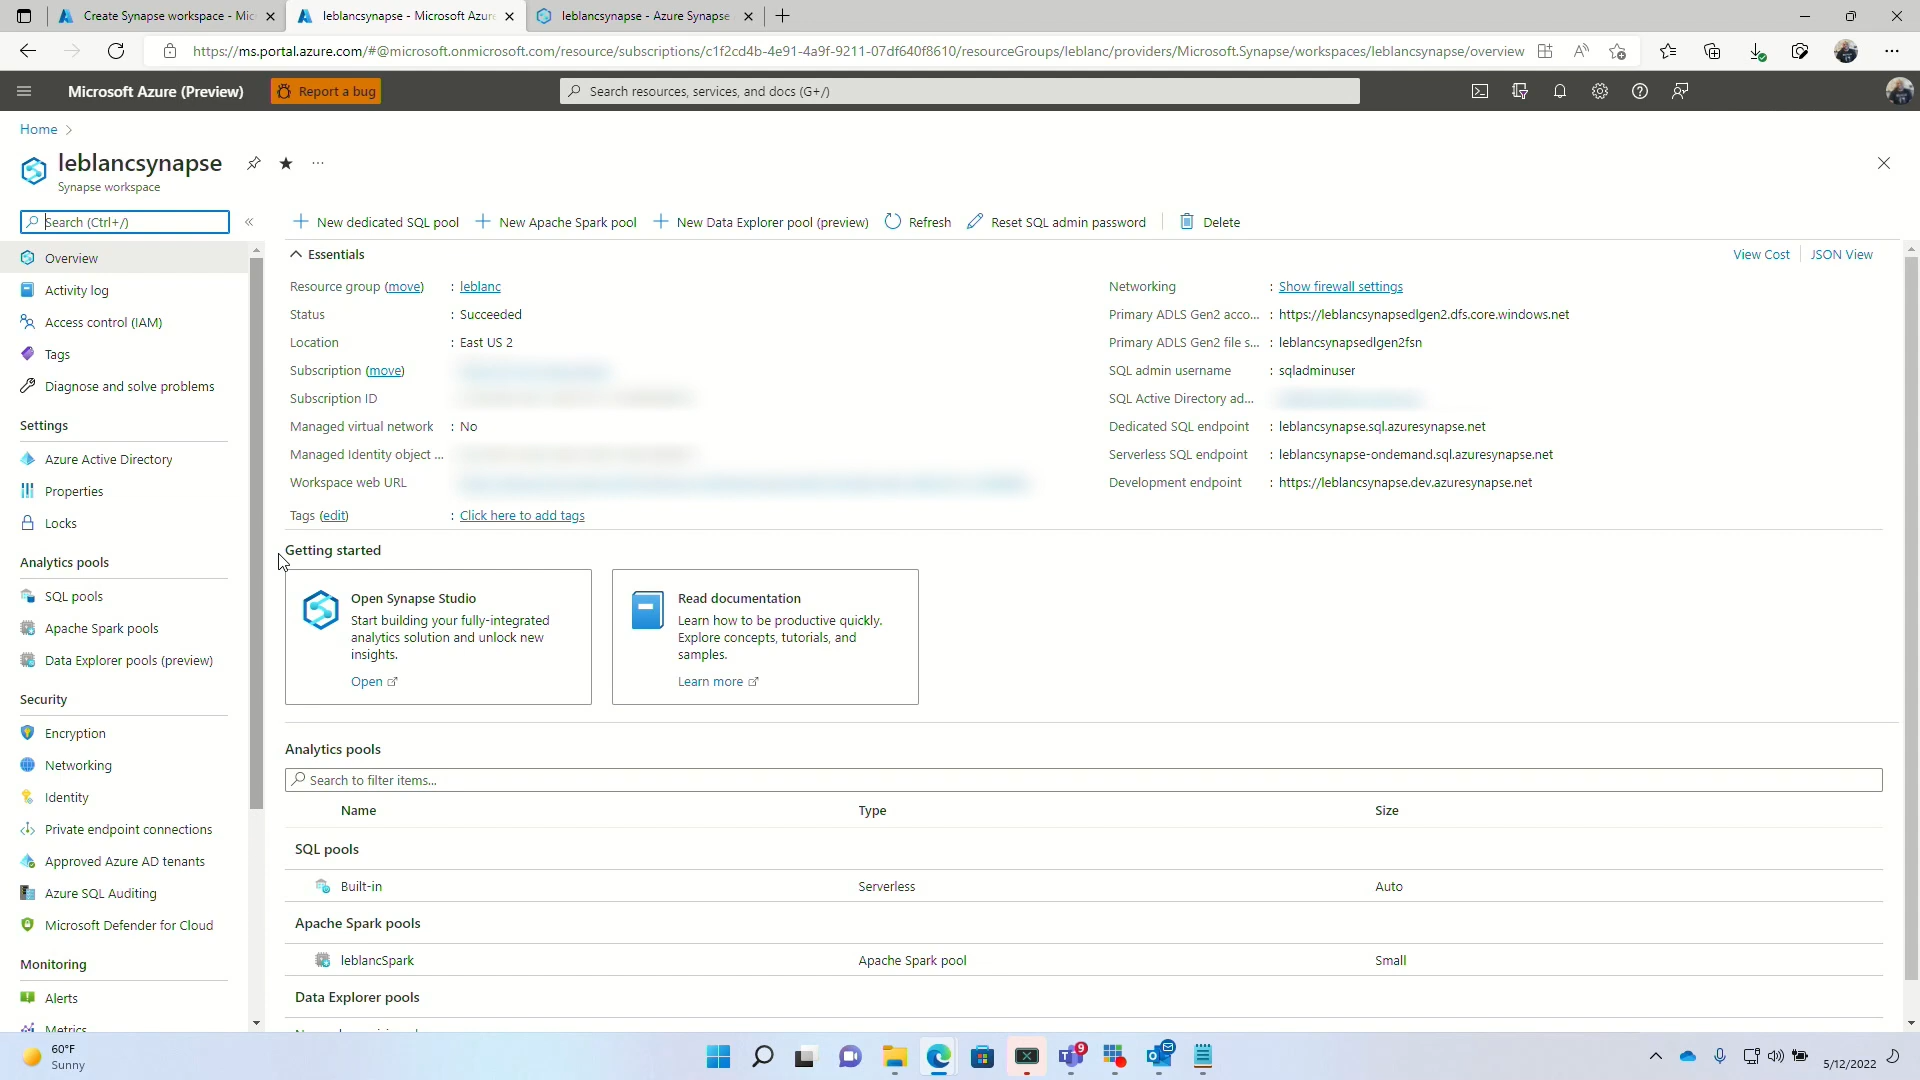 Create Synapse workspace - Mic
leblancsynapse - Microsoft Azure
leblancsynapse - Azure Synapse
https://ms.portal.azure.com/#@microsoft.onmicrosoft.com/resource/subscriptions/c1f2cd4b-4e91-4a9f-9211-07df640f8610/resourceGroups/leblanc/providers/Microsoft.Synapse/workspaces/leblancsynapse/overview
Microsoft Azure (Preview)
Report a bug
Search resources, services, and docs (G+/)
Home
leblancsynapse
Synapse workspace
Search (Ctrl+/)
New dedicated SQL pool
New Apache Spark pool
New Data Explorer pool (preview)
Refresh
Reset SQL admin password
Delete
Overview
Activity log
Access control (IAM)
Tags
Diagnose and solve problems
Settings
Azure Active Directory
Properties
Locks
Analytics pools
SQL pools
Apache Spark pools
Data Explorer pools (preview)
Security
Encryption
Networking
Identity
Private endpoint connections
Approved Azure AD tenants
Azure SQL Auditing
Microsoft Defender for Cloud
Monitoring
Alerts
Metrics
Essentials
View Cost
JSON View
Resource group (move) : leblanc
Status : Succeeded
Location : East US 2
Subscription (move)
Subscription ID
Managed virtual network : No
Managed Identity object ...
Workspace web URL
Tags (edit) : Click here to add tags
Networking : Show firewall settings
Primary ADLS Gen2 acco... : https://leblancsynapsedlgen2.dfs.core.windows.net
Primary ADLS Gen2 file s... : leblancsynapsedlgen2fsn
SQL admin username : sqladminuser
SQL Active Directory ad... :
Dedicated SQL endpoint : leblancsynapse.sql.azuresynapse.net
Serverless SQL endpoint : leblancsynapse-ondemand.sql.azuresynapse.net
Development endpoint : https://leblancsynapse.dev.azuresynapse.net
Getting started
Open Synapse Studio
Start building your fully-integrated
analytics solution and unlock new
insights.
Open
Read documentation
Learn how to be productive quickly.
Explore concepts, tutorials, and
samples.
Learn more
Analytics pools
Search to filter items...
Name Type Size
SQL pools
Built-in Serverless Auto
Apache Spark pools
leblancSpark Apache Spark pool Small
Data Explorer pools
60°F
Sunny
9
5/12/2022